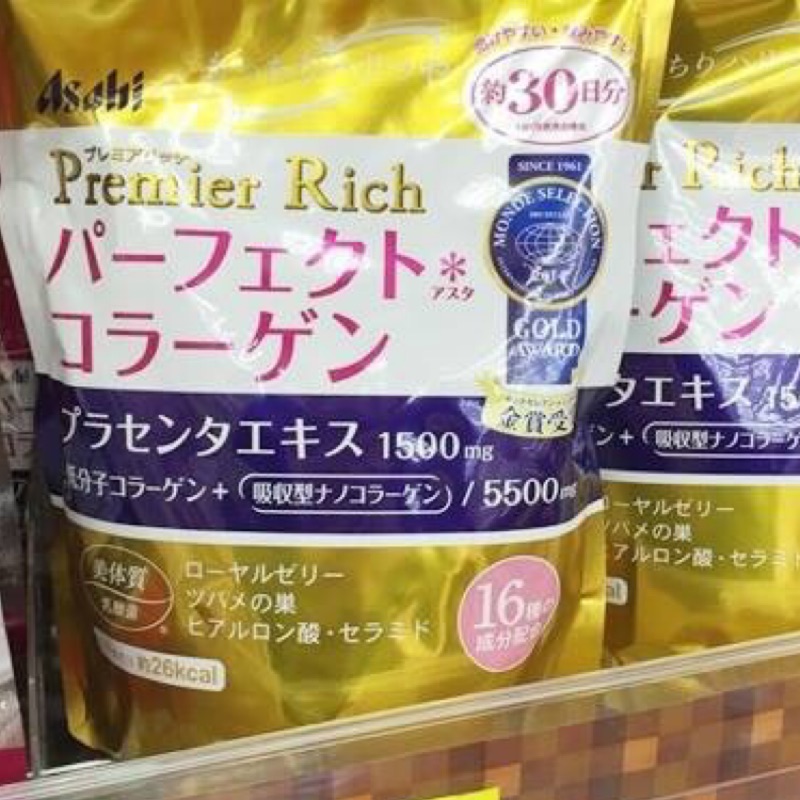 Asahi
約30日分
プレミアリッチ
Premier Rich
パーフェクト*
アスタ
コラーゲン
SINCE 1961
MONDE SELECTION
GOLD
AWARD
金賞受
プラセンタエキス 1500mg
低分子コラーゲン+吸収型ナノコラーゲン/5500mg
美体質
乳酸菌
ローヤルゼリー
ツバメの巣
ヒアルロン酸・セラミド
16種の
成分配合
約26kcal
r Rich
ェクト
ーゲン
タエキス 15
ン+吸収型ナノコラーゲ
ローヤルゼリー
ツバメの巣
アルロン酸・セラミ